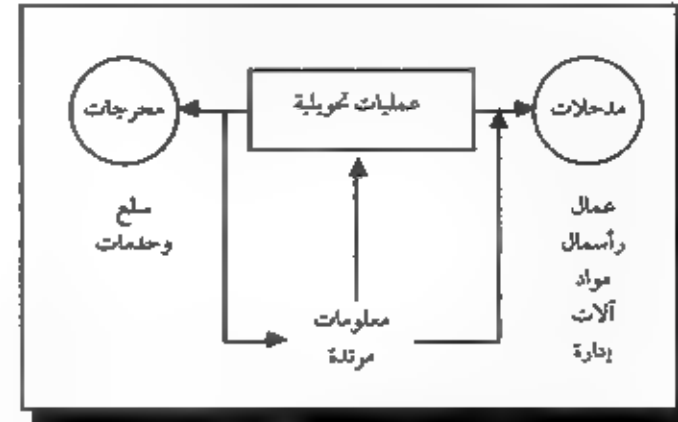 مدخلات
عمليات تحويلية
مخرجات
عمال
رأسمال
مواد
آلات
إدارة
سلع
وخدمات
معلومات
مرتدة